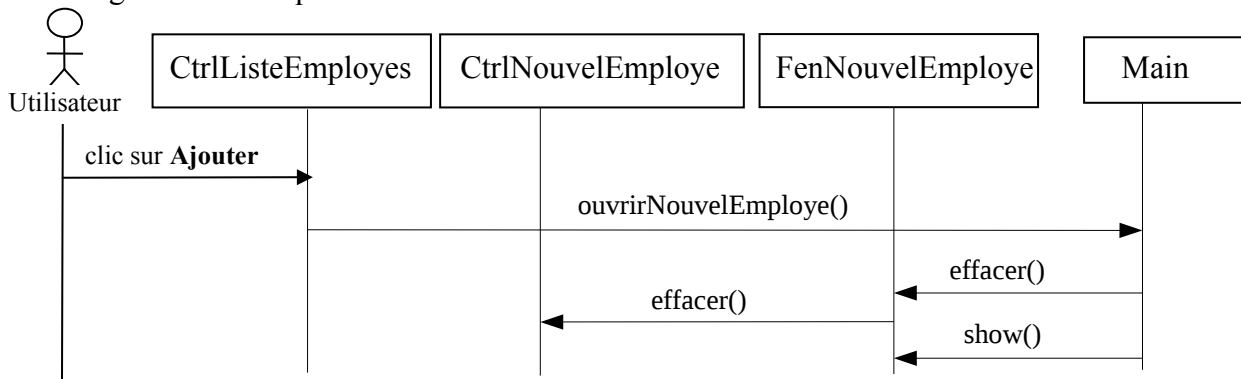 CtrlListeEmployes
CtrlNouvelEmploye
FenNouvelEmploye
Main
Utilisateur
clic sur Ajouter
ouvrirNouvelEmploye()
effacer()
effacer()
show()